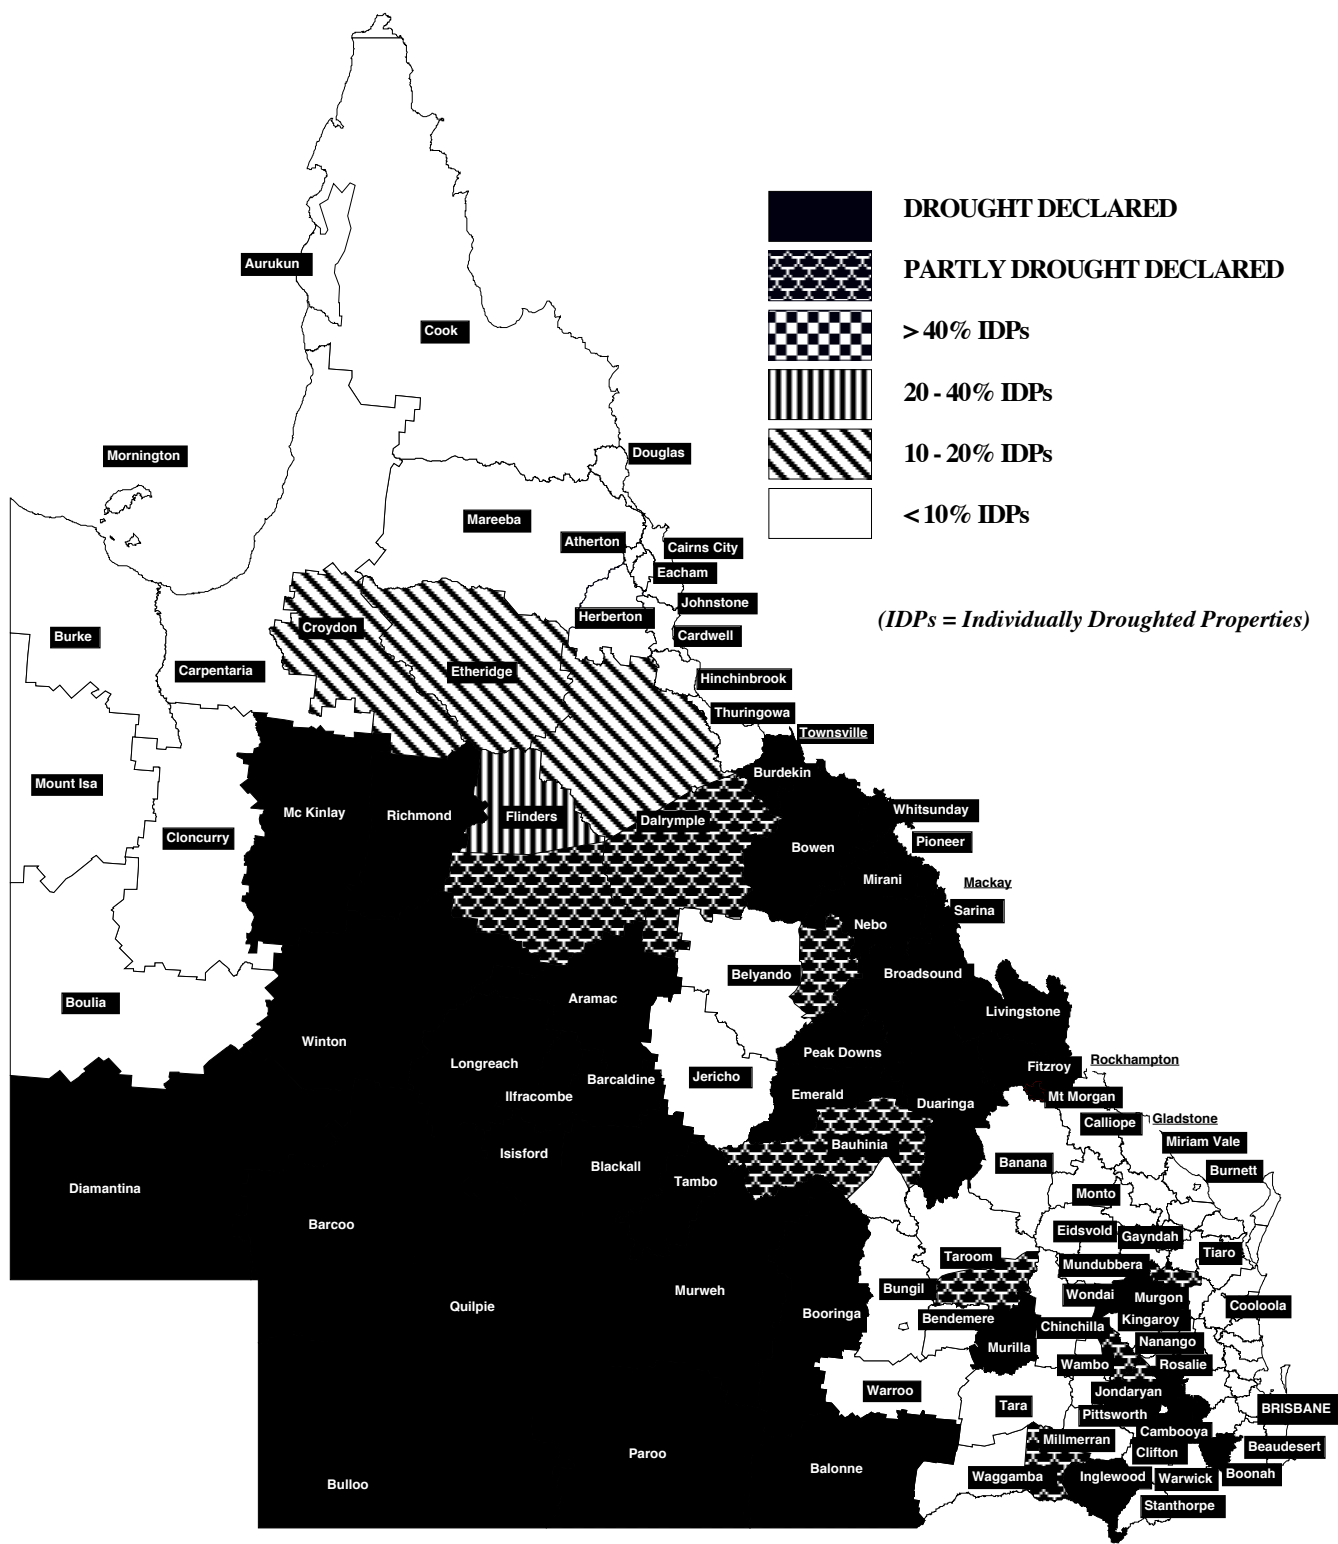 DROUGHT DECLARED
PARTLY DROUGHT DECLARED
> 40% IDPs
20 - 40% IDPs
10 - 20% IDPs
< 10% IDPs
(IDPs = Individually Droughted Properties)
Aurukun
Cook
Mornington
Douglas
Mareeba
Atherton
Cairns City
Eacham
Johnstone
Herberton
Croydon
Burke
Cardwell
Carpentaria
Etheridge
Hinchinbrook
Thuringowa
Townsville
Burdekin
Mount Isa
Mc Kinlay
Richmond
Flinders
Dalrymple
Whitsunday
Cloncurry
Pioneer
Bowen
Mirani
Mackay
Sarina
Nebo
Belyando
Broadsound
Boulia
Aramac
Livingstone
Winton
Longreach
Peak Downs
Rockhampton
Fitzroy
Barcaldine
Jericho
Ilfracombe
Emerald
Duaringa
Mt Morgan
Calliope
Gladstone
Miriam Vale
Bauhinia
Isisford
Blackall
Banana
Burnett
Tambo
Diamantina
Monto
Barcoo
Eidsvold
Gayndah
Tiaro
Taroom
Mundubbera
Murweh
Bungil
Wondai
Murgon
Cooloola
Quilpie
Booringa
Bendemere
Chinchilla
Kingaroy
Nanango
Murilla
Wambo
Rosalie
Warroo
Jondaryan
Tara
BRISBANE
Pittsworth
Cambooya
Millmerran
Clifton
Beaudesert
Paroo
Balonne
Waggamba
Inglewood
Warwick
Boonah
Bulloo
Stanthorpe